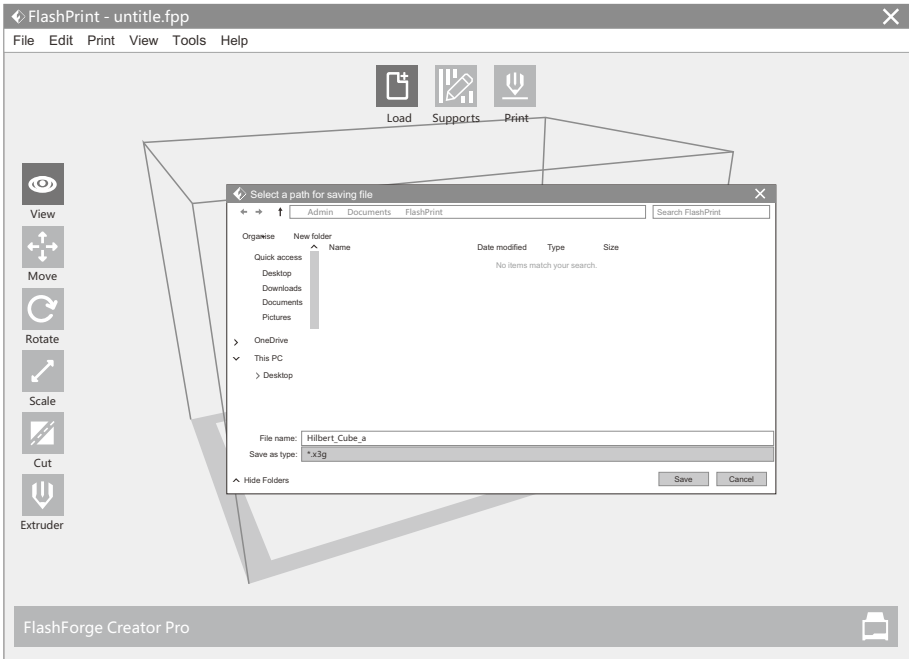 FlashPrint - untitle.fpp
File Edit Print View Tools Help
Load Supports Print
View
Move
Rotate
Scale
Cut
Extruder
Select a path for saving file
Admin Documents FlashPrint Search FlashPrint
Organise New folder
Name Date modified Type Size
Quick access
No items match your search.
Desktop
Downloads
Documents
Pictures
OneDrive
This PC
Desktop
File name: Hilbert_Cube_a
Save as type: *.x3g
Hide Folders Save Cancel
FlashForge Creator Pro